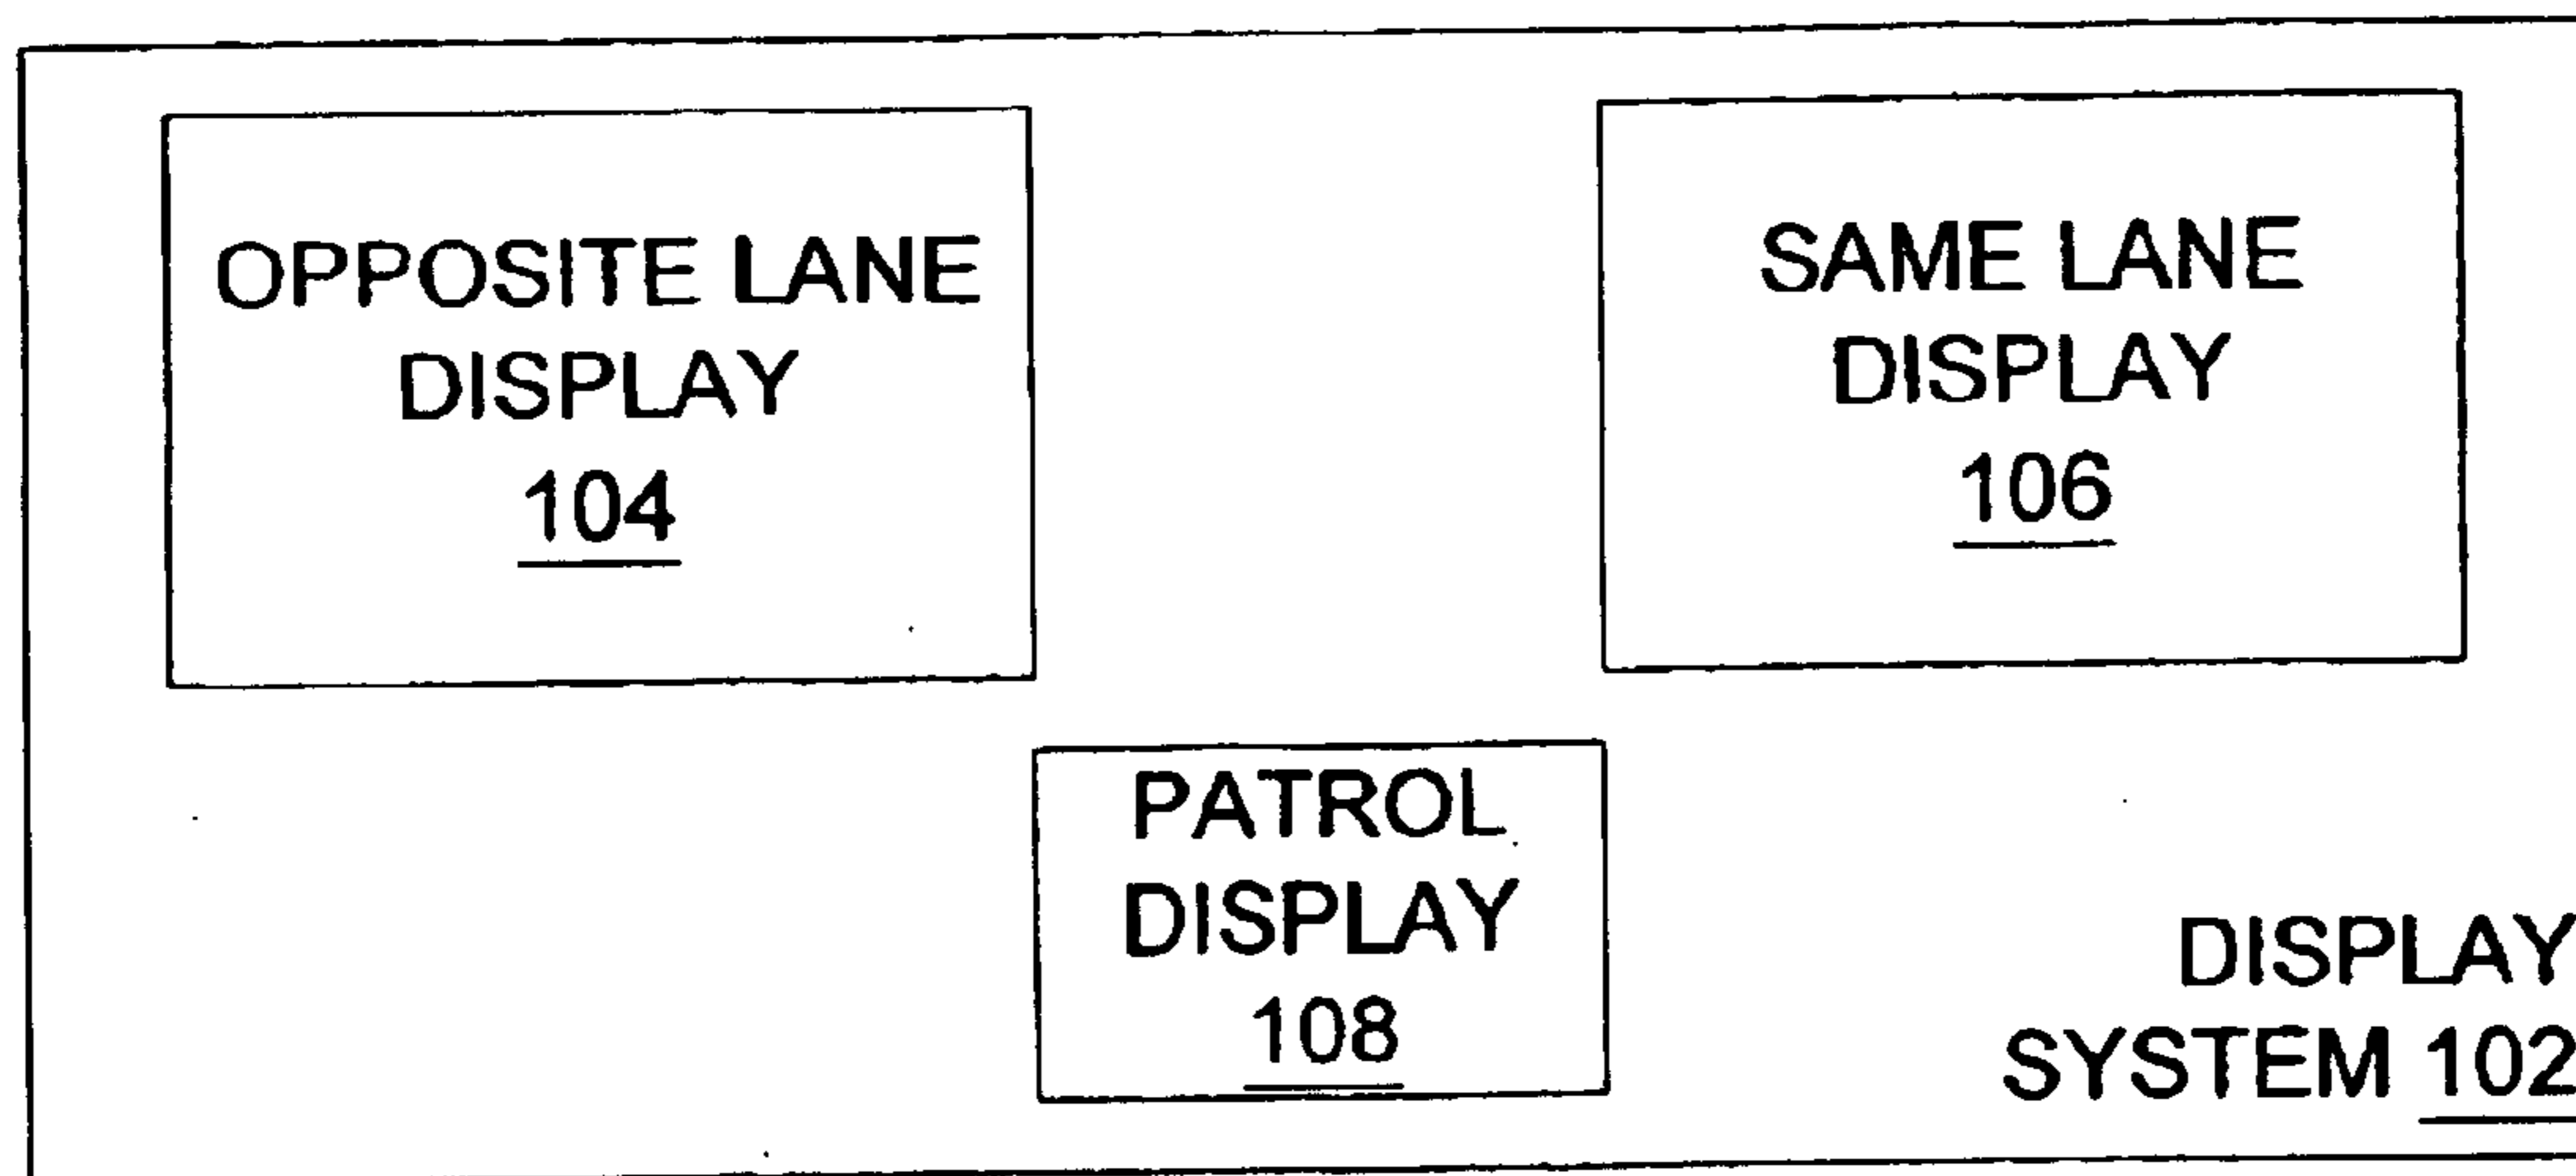 OPPOSITE LANE
DISPLAY
104
SAME LANE
DISPLAY
106
PATROL
DISPLAY
108
DISPLAY
SYSTEM 102